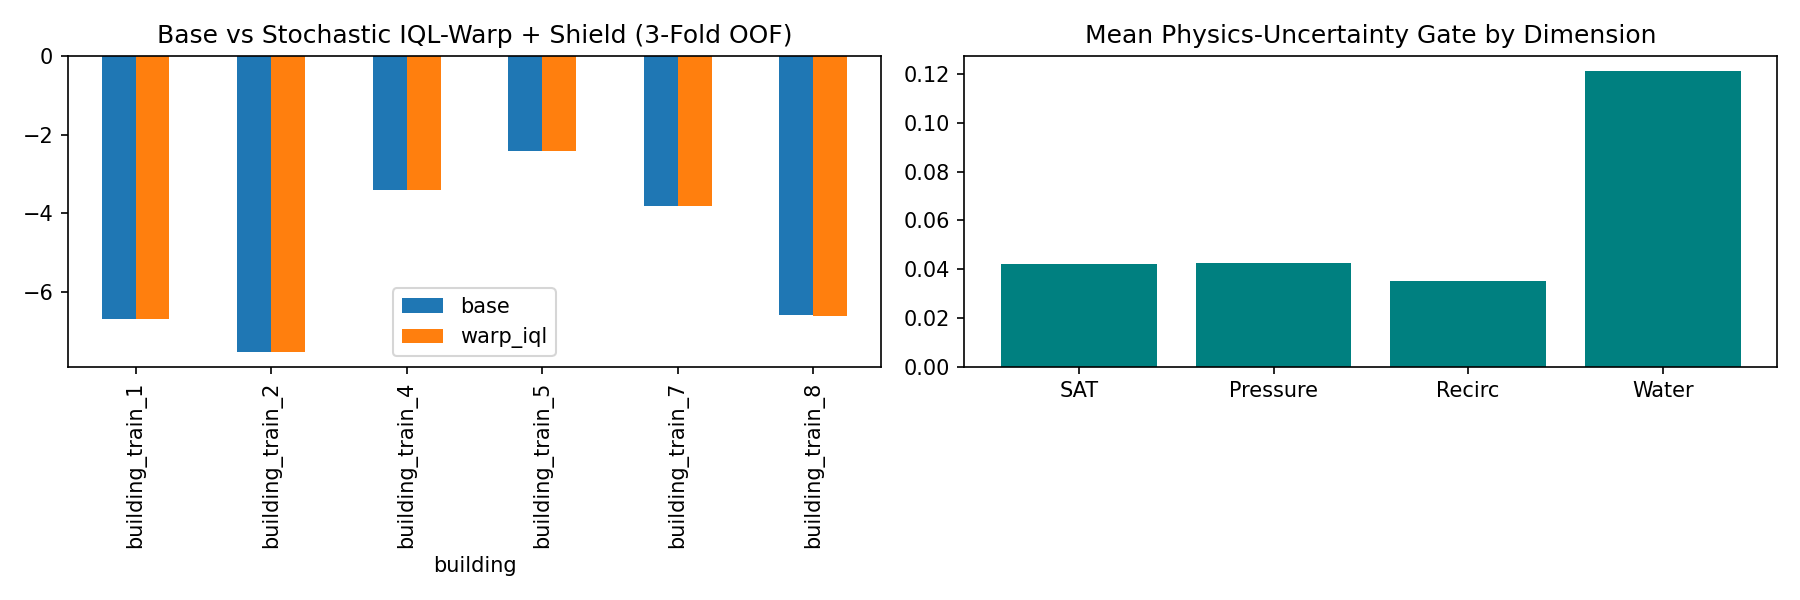 Base vs Stochastic IQL-Warp + Shield (3-Fold OOF)
0
−2
−4
−6
base
warp_iql
building_train_1
building_train_2
building_train_4
building_train_5
building_train_7
building_train_8
building
Mean Physics-Uncertainty Gate by Dimension
0.12
0.10
0.08
0.06
0.04
0.02
0.00
SAT
Pressure
Recirc
Water